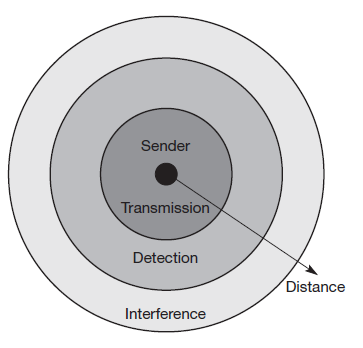 Sender
Transmission
Detection
Distance
Interference